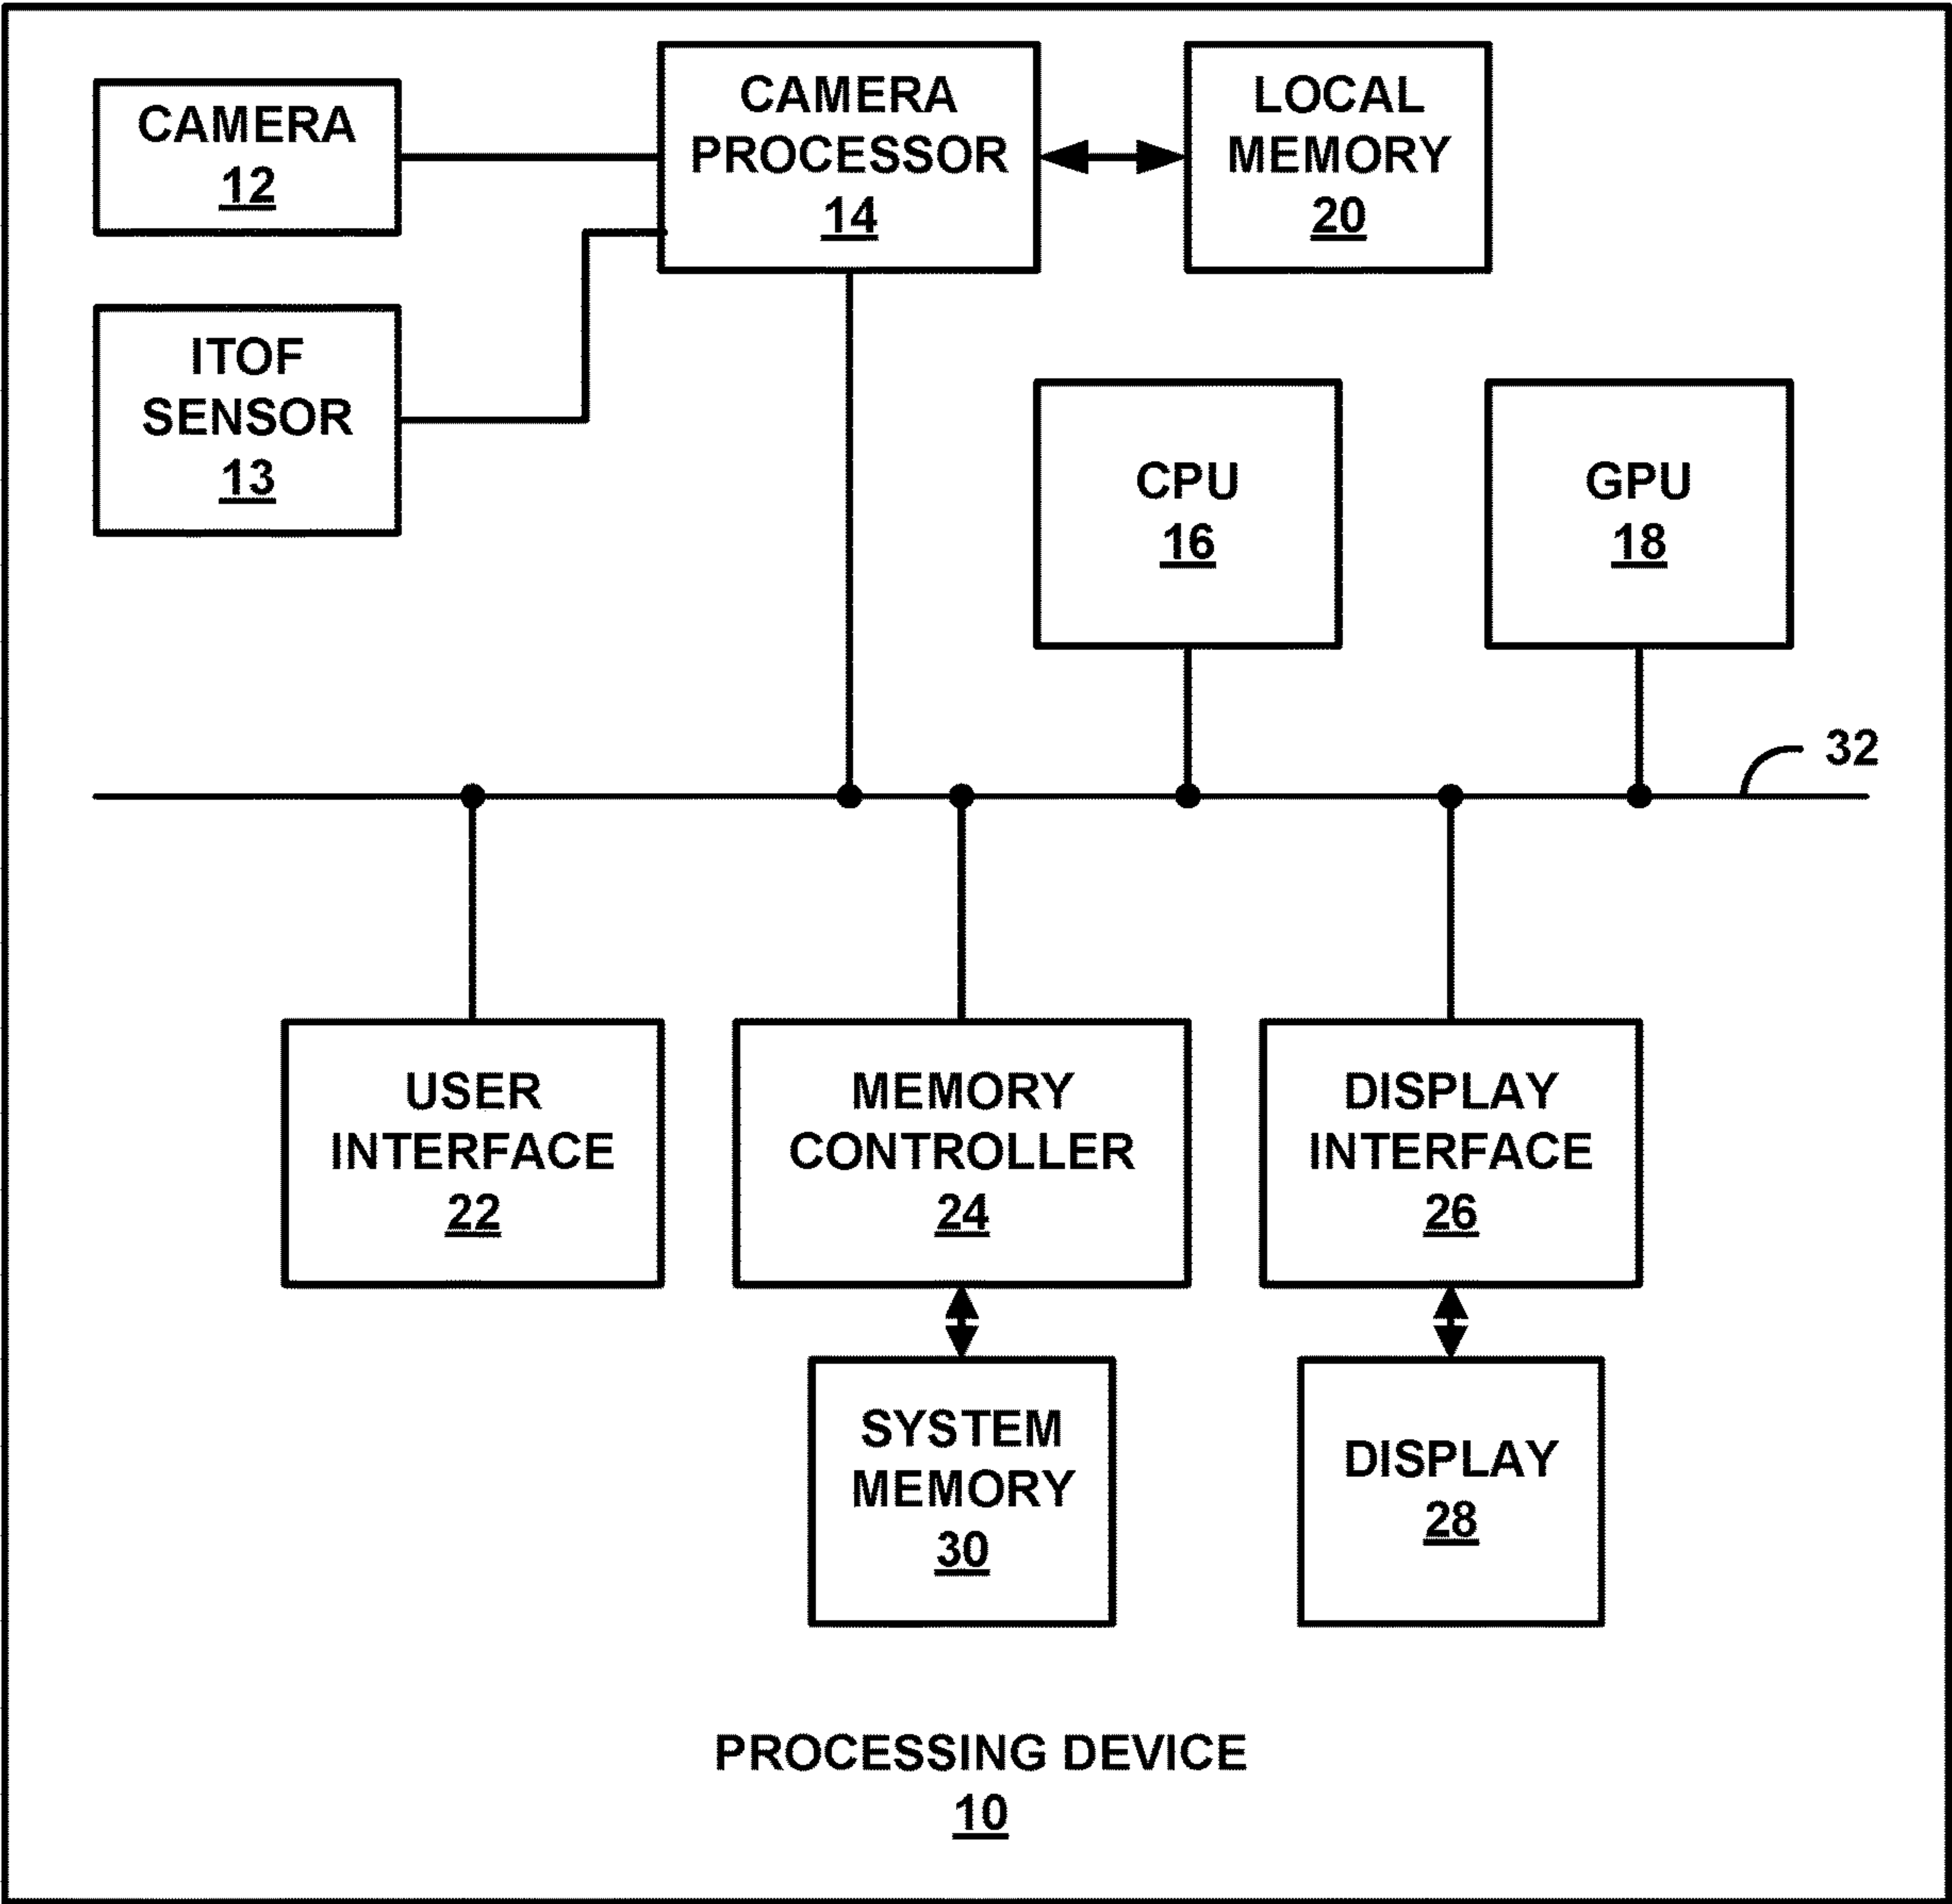 CAMERA
12
CAMERA
PROCESSOR
14
LOCAL
MEMORY
20
ITOF
SENSOR
13
CPU
16
GPU
18
32
USER
INTERFACE
22
MEMORY
CONTROLLER
24
DISPLAY
INTERFACE
26
SYSTEM
MEMORY
30
DISPLAY
28
PROCESSING DEVICE
10